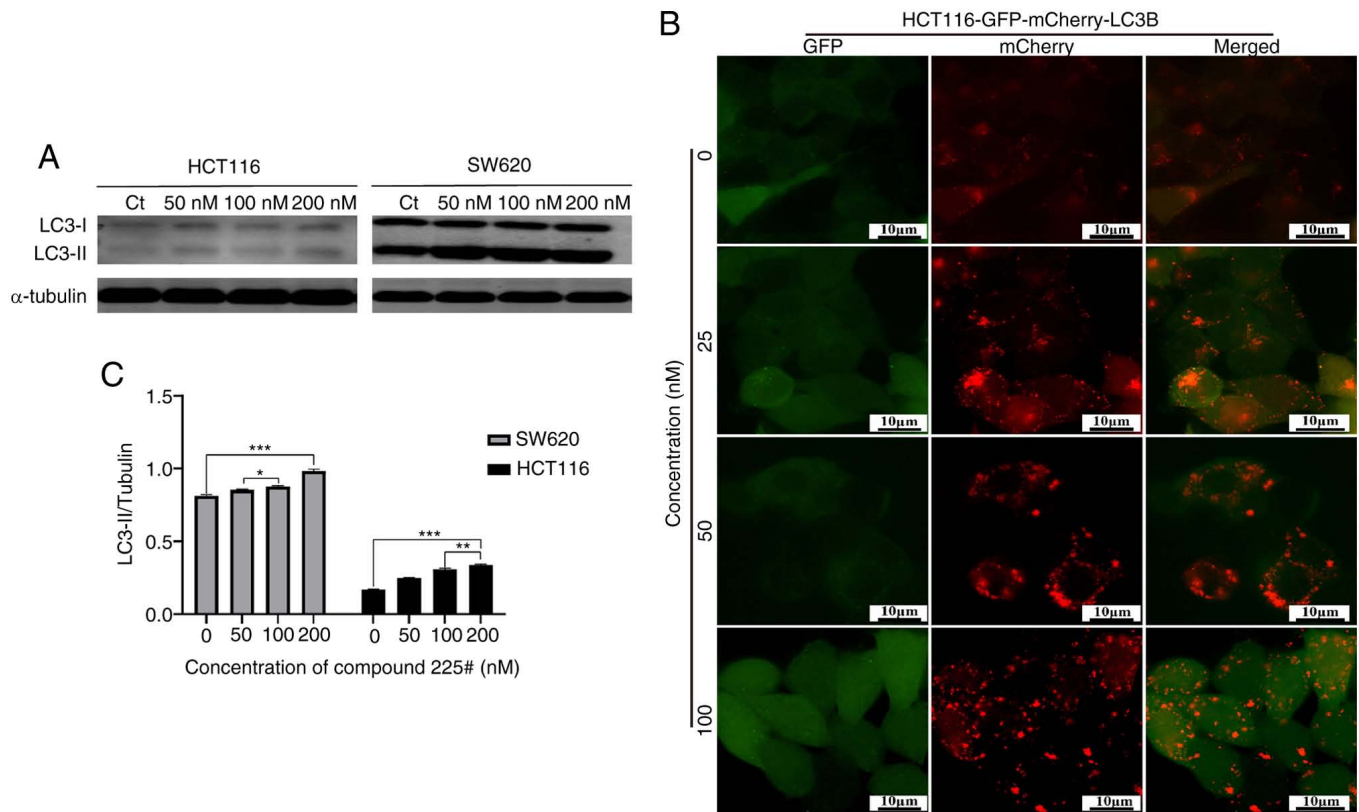 A
HCT116
SW620
Ct 50 nM 100 nM 200 nM
Ct 50 nM 100 nM 200 nM
LC3-I
LC3-II
α-tubulin
C
1.5
1.0
0.5
0.0
LC3-II/Tubulin
***
*
***
**
SW620
HCT116
0 50 100 200
0 50 100 200
Concentration of compound 225# (nM)
B
HCT116-GFP-mCherry-LC3B
GFP mCherry Merged
Concentration (nM)
0
10μm 10μm 10μm
25
10μm 10μm 10μm
50
10μm 10μm 10μm
100
10μm 10μm 10μm